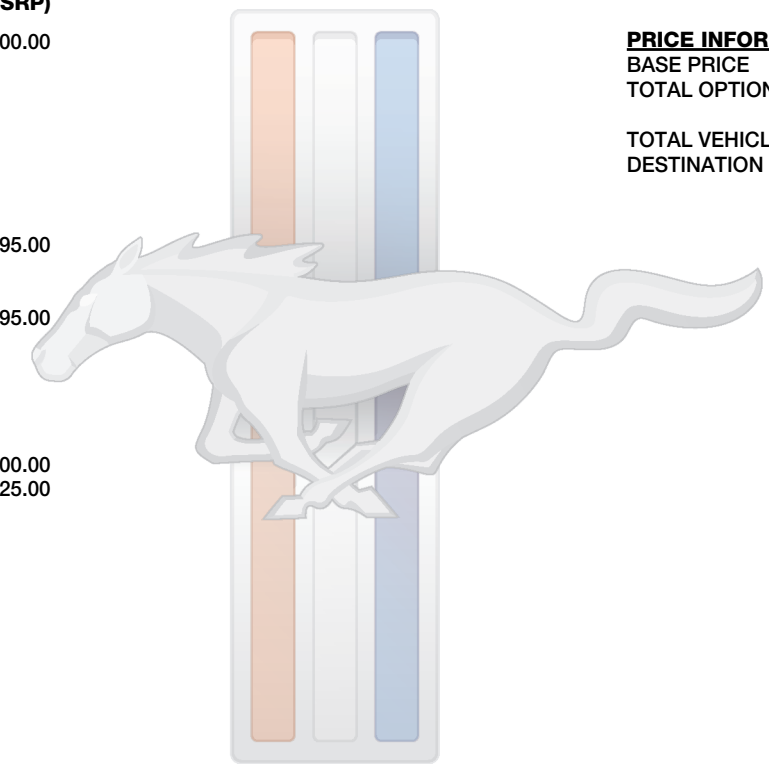 SRP)
00.00
95.00
95.00
00.00
25.00
PRICE INFOR
BASE PRICE
TOTAL OPTION
TOTAL VEHICL
DESTINATION